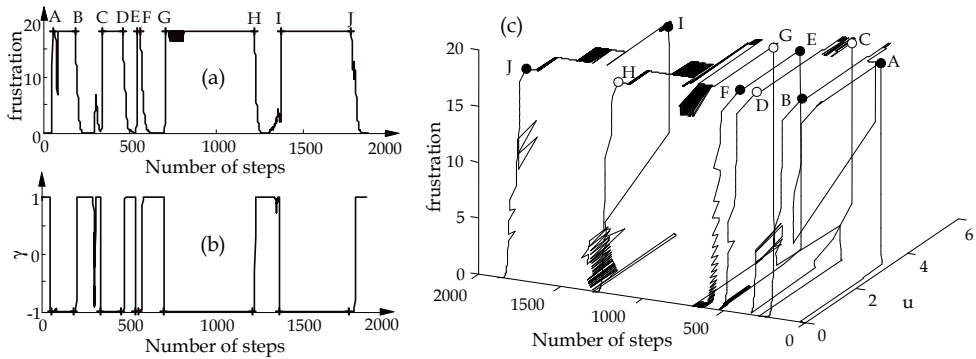 A B C D E F G H I J
20
10
0
frustration
(a)
0 500 1000 1500 2000
Number of steps
1
0
-1
γ
(b)
0 500 1000 1500 2000
Number of steps
(c)
I
G E C A
J H F D B
20
15
10
5
0
frustration
2000 1500 1000 500 0
Number of steps
0 2 4 6
u